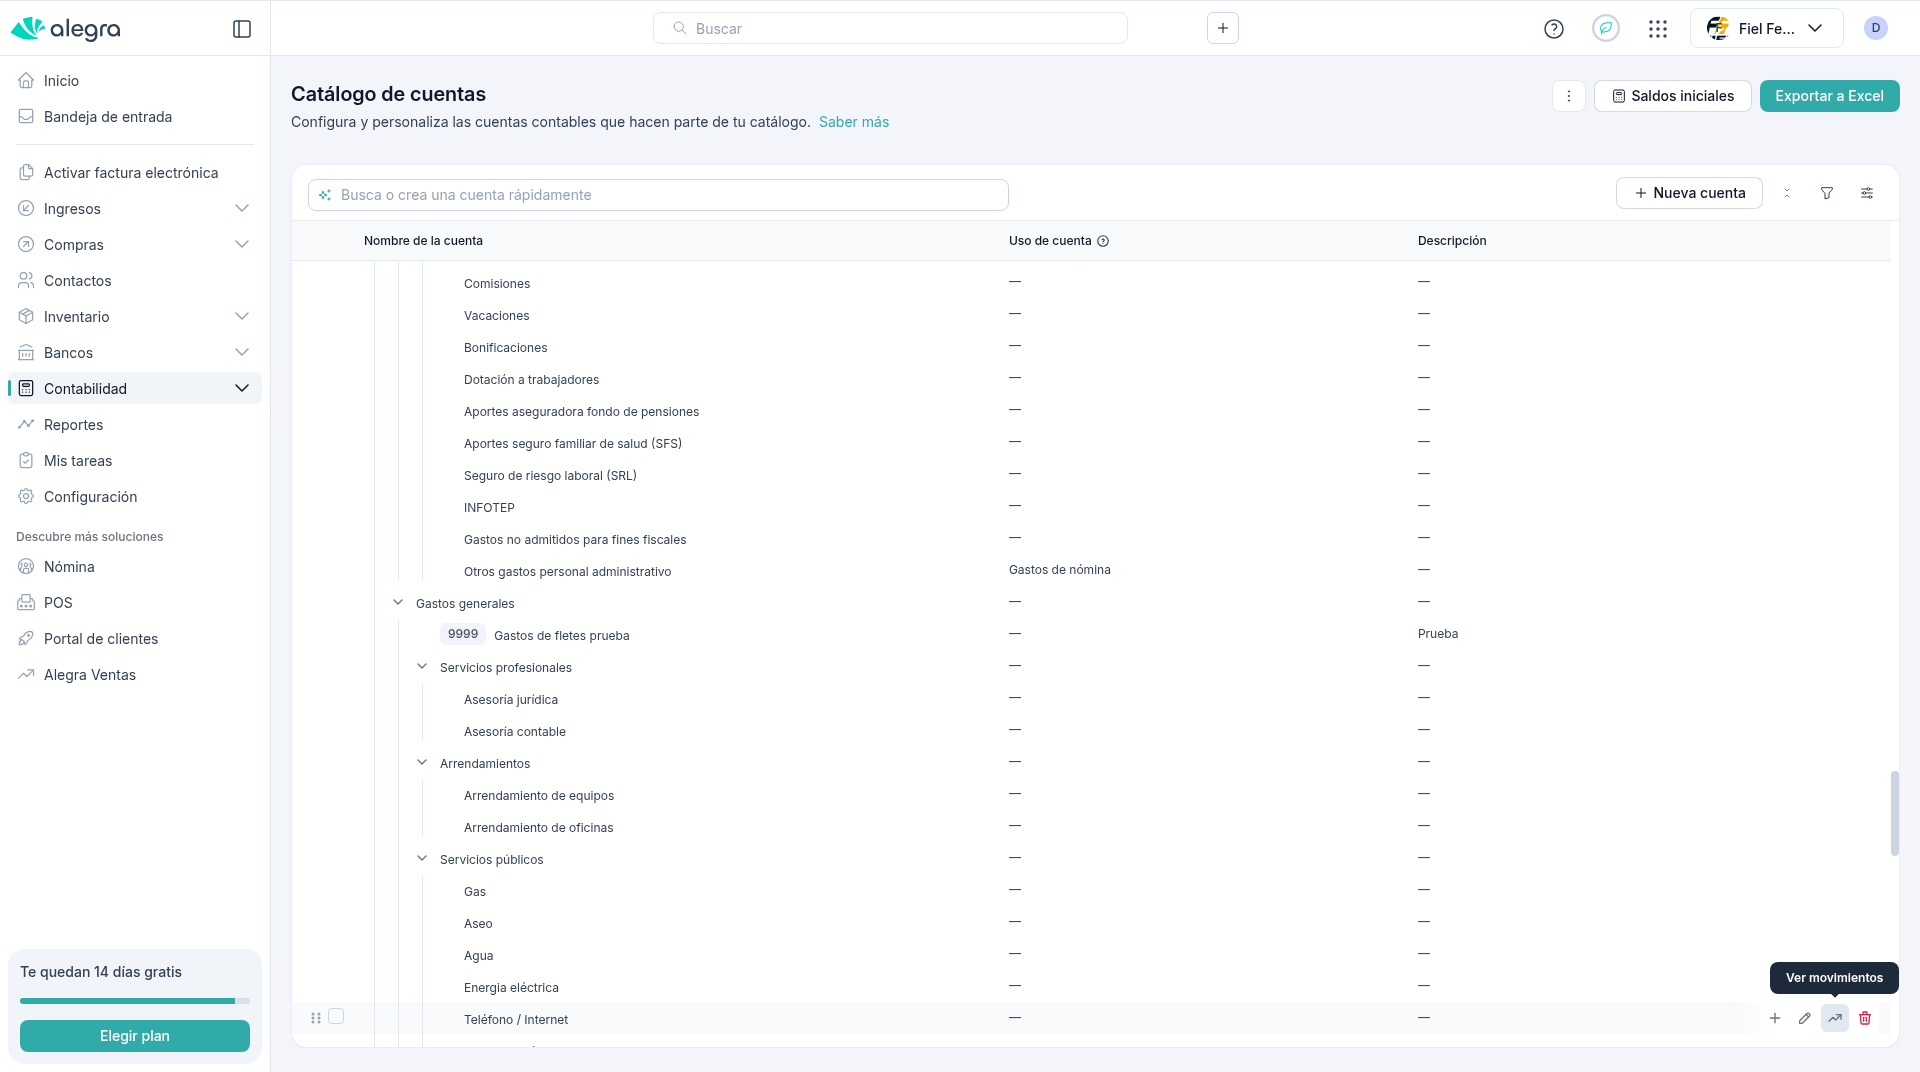 alegra
Buscar
Fiel Fe...
D
Inicio
Bandeja de entrada
Activar factura electrónica
Ingresos
Compras
Contactos
Inventario
Bancos
Contabilidad
Reportes
Mis tareas
Configuración
Descubre más soluciones
Nómina
POS
Portal de clientes
Alegra Ventas
Te quedan 14 días gratis
Elegir plan
Catálogo de cuentas
Configura y personaliza las cuentas contables que hacen parte de tu catálogo. Saber más
Saldos iniciales
Exportar a Excel
Busca o crea una cuenta rápidamente
Nueva cuenta
Nombre de la cuenta Uso de cuenta Descripción
Comisiones — —
Vacaciones — —
Bonificaciones — —
Dotación a trabajadores — —
Aportes aseguradora fondo de pensiones — —
Aportes seguro familiar de salud (SFS) — —
Seguro de riesgo laboral (SRL) — —
INFOTEP — —
Gastos no admitidos para fines fiscales — —
Otros gastos personal administrativo Gastos de nómina —
Gastos generales — —
9999 Gastos de fletes prueba — Prueba
Servicios profesionales — —
Asesoría jurídica — —
Asesoría contable — —
Arrendamientos — —
Arrendamiento de equipos — —
Arrendamiento de oficinas — —
Servicios públicos — —
Gas — —
Aseo — —
Agua — —
Energia eléctrica — —
Ver movimientos
Teléfono / Internet — —